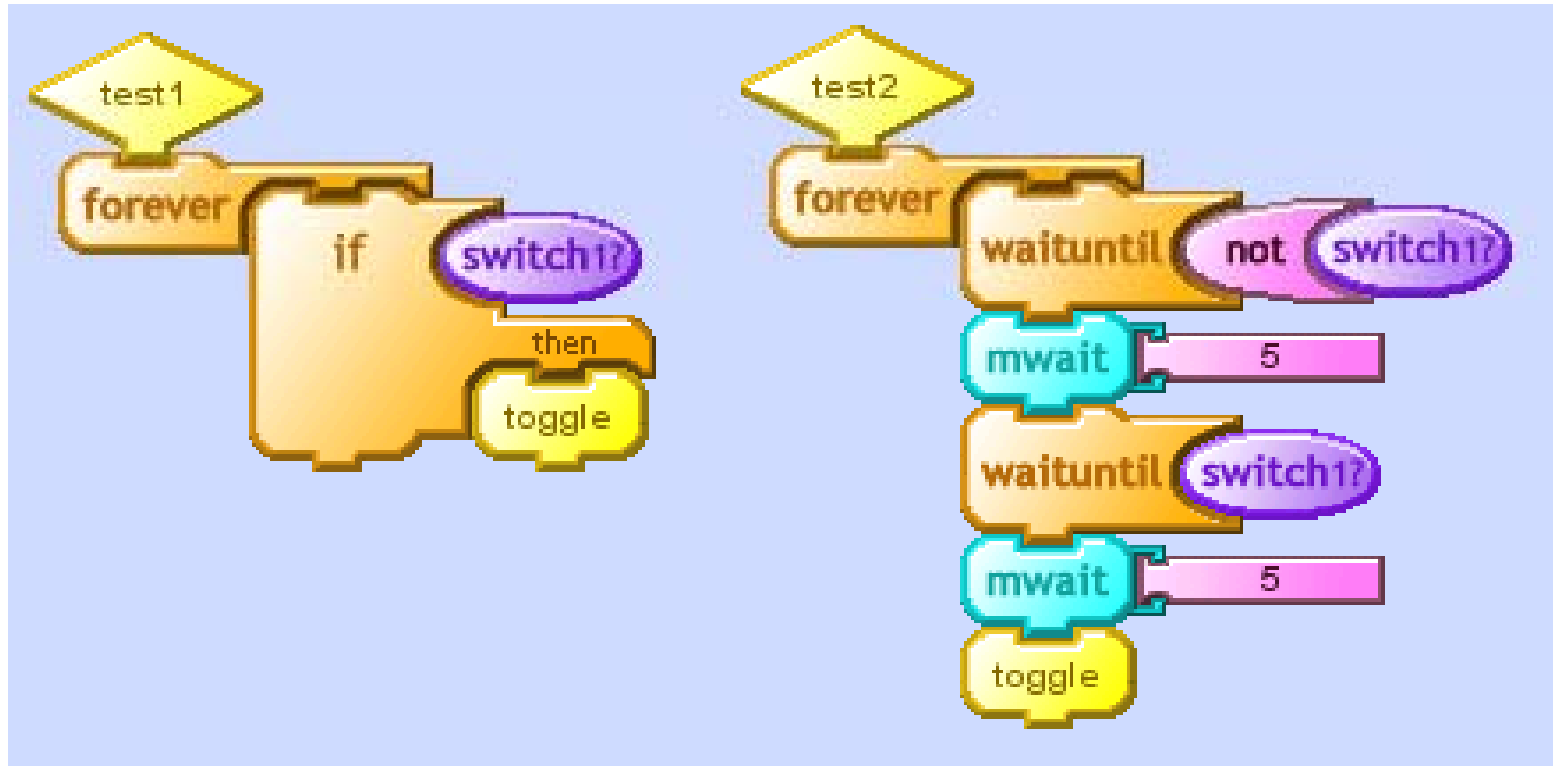 test1
forever
if switch1?
then
toggle
test2
forever
waituntil not switch1?
mwait 5
waituntil switch1?
mwait 5
toggle